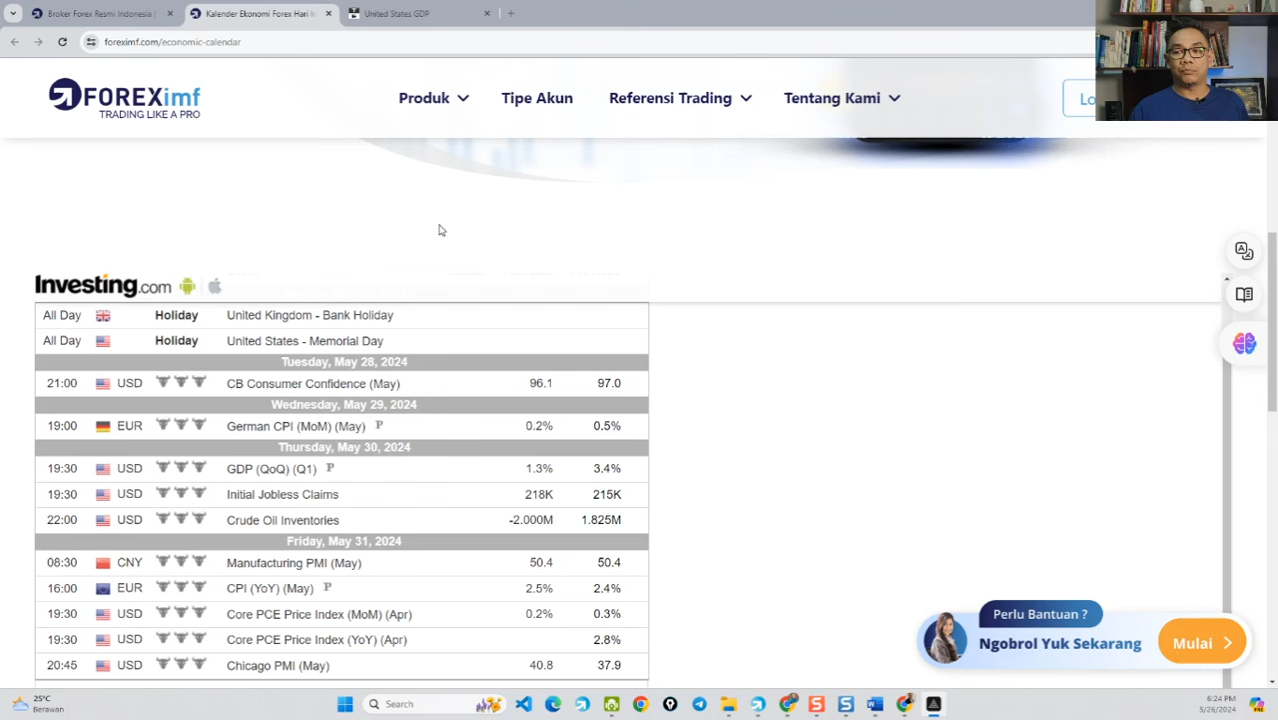 Broker Forex Resmi Indonesia |
Kalender Ekonomi Forex Hari In
United States GDP
foreximf.com/economic-calendar
FOREXimf
TRADING LIKE A PRO
Produk
Tipe Akun
Referensi Trading
Tentang Kami
Lo
Investing.com
All Day Holiday United Kingdom - Bank Holiday
All Day Holiday United States - Memorial Day
Tuesday, May 28, 2024
21:00 USD CB Consumer Confidence (May) 96.1 97.0
Wednesday, May 29, 2024
19:00 EUR German CPI (MoM) (May) P 0.2% 0.5%
Thursday, May 30, 2024
19:30 USD GDP (QoQ) (Q1) P 1.3% 3.4%
19:30 USD Initial Jobless Claims 218K 215K
22:00 USD Crude Oil Inventories -2.000M 1.825M
Friday, May 31, 2024
08:30 CNY Manufacturing PMI (May) 50.4 50.4
16:00 EUR CPI (YoY) (May) P 2.5% 2.4%
19:30 USD Core PCE Price Index (MoM) (Apr) 0.2% 0.3%
19:30 USD Core PCE Price Index (YoY) (Apr) 2.8%
20:45 USD Chicago PMI (May) 40.8 37.9
Perlu Bantuan ?
Ngobrol Yuk Sekarang
Mulai
25°C
Berawan
Search
6:24 PM
5/26/2024